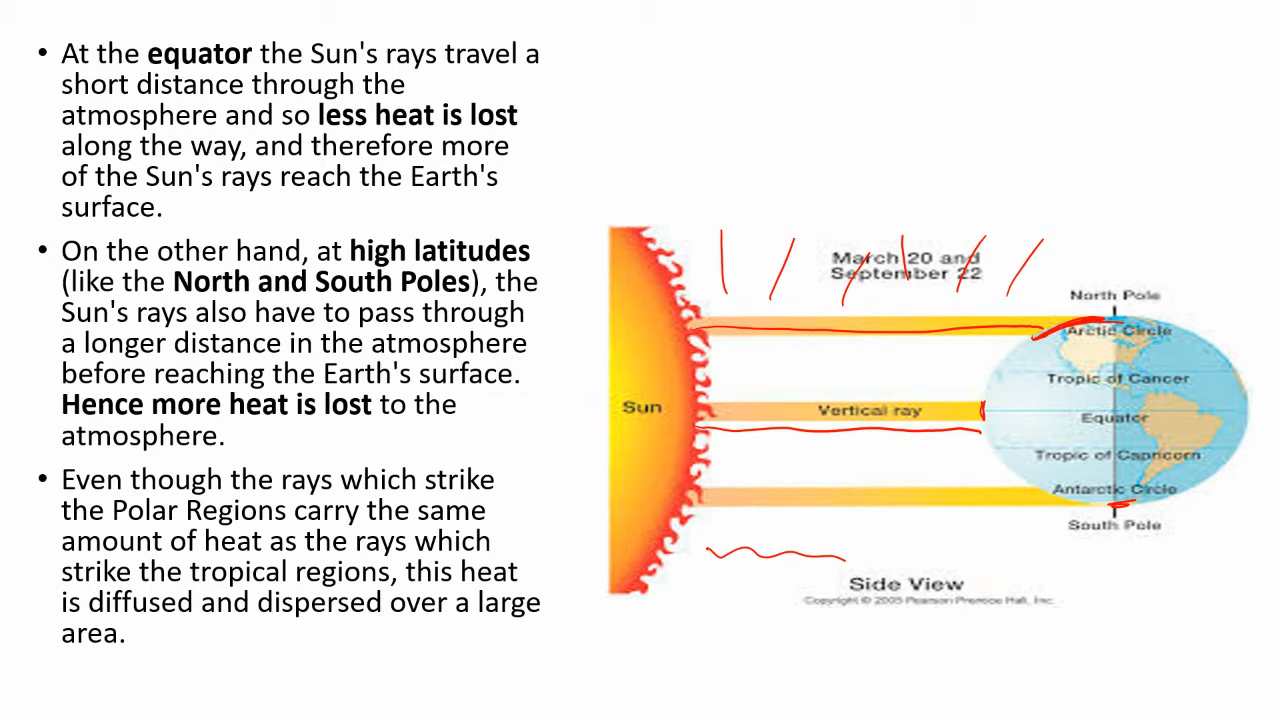 • At the equator the Sun's rays travel a
short distance through the
atmosphere and so less heat is lost
along the way, and therefore more
of the Sun's rays reach the Earth's
surface.
• On the other hand, at high latitudes
(like the North and South Poles), the
Sun's rays also have to pass through
a longer distance in the atmosphere
before reaching the Earth's surface.
Hence more heat is lost to the
atmosphere.
• Even though the rays which strike
the Polar Regions carry the same
amount of heat as the rays which
strike the tropical regions, this heat
is diffused and dispersed over a large
area.
March 20 and
September 22
North Pole
Arctic Circle
Tropic of Cancer
Sun
Vertical ray
Equator
Tropic of Capricorn
Antarctic Circle
South Pole
Side View
Copyright © 2005 Pearson Prentice Hall, Inc.